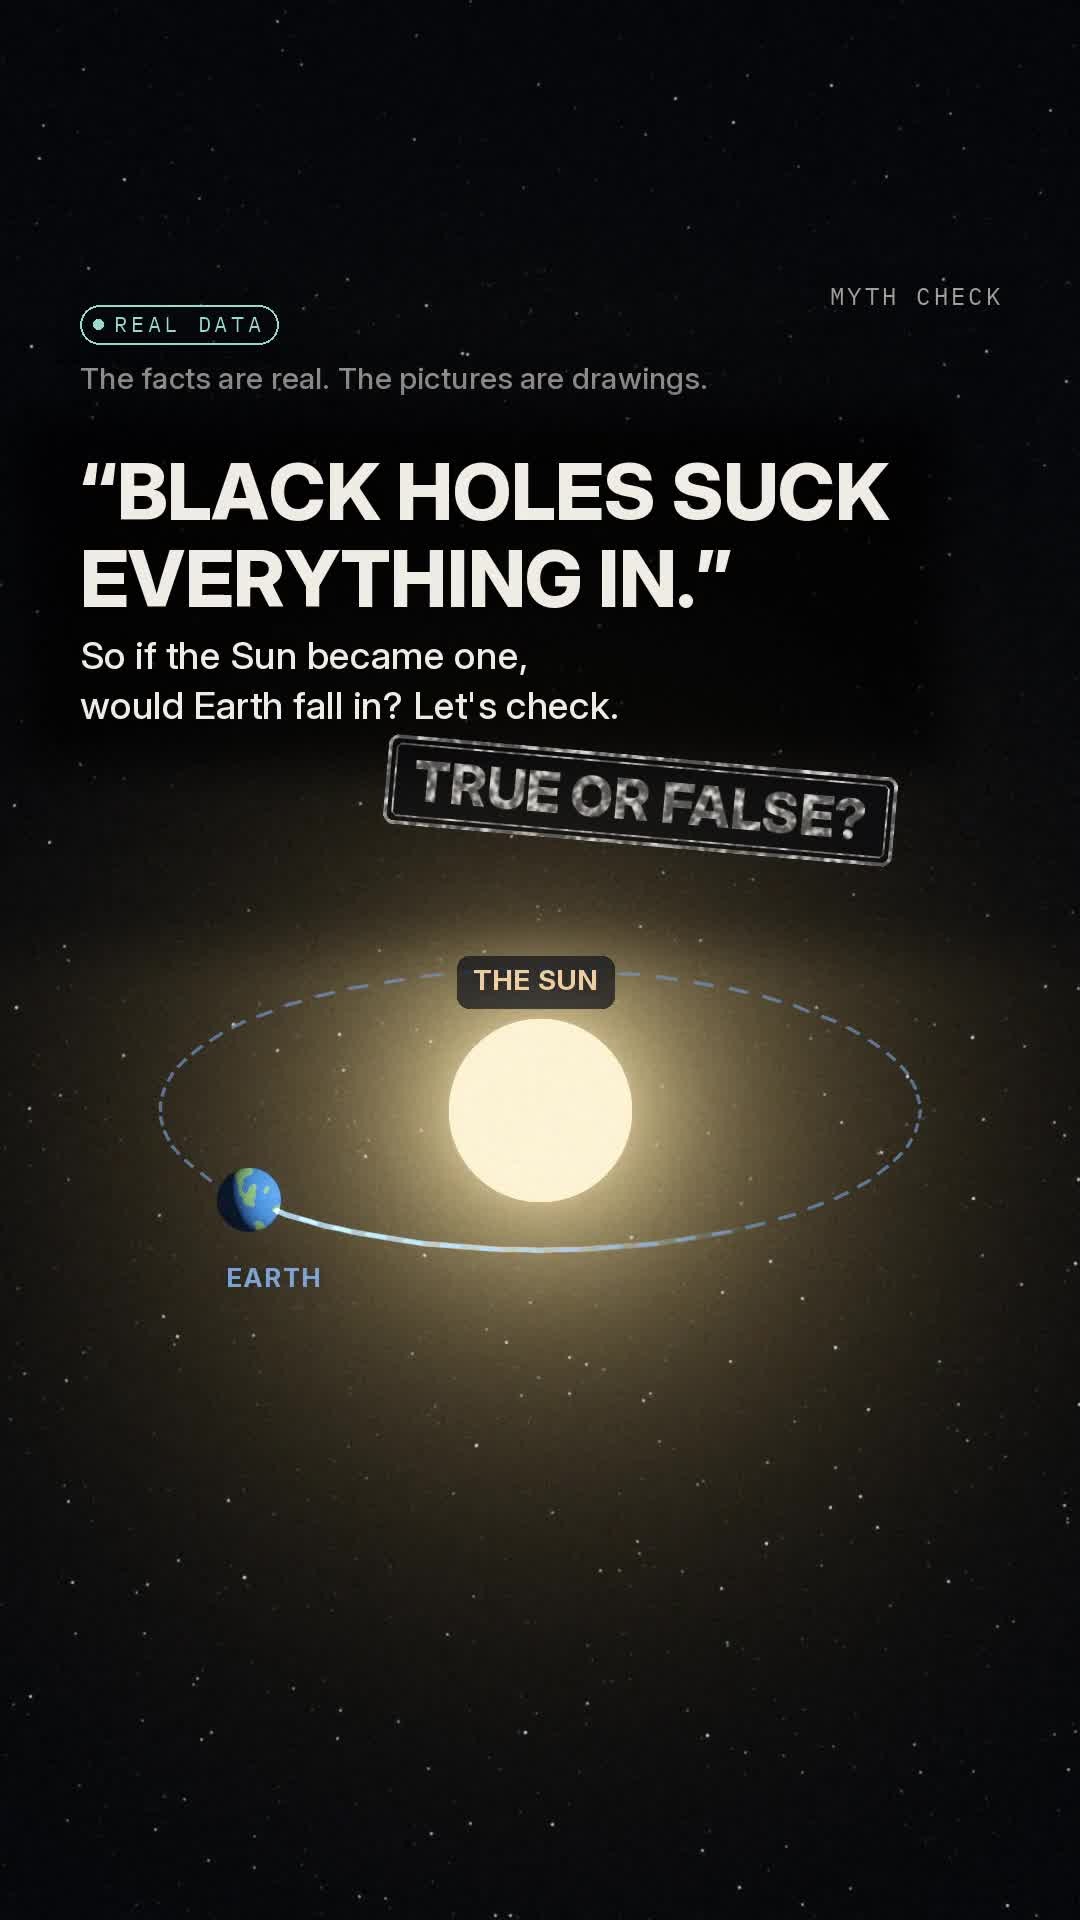 MYTH CHECK
REAL DATA
The facts are real. The pictures are drawings.
“BLACK HOLES SUCK
EVERYTHING IN.”
So if the Sun became one,
would Earth fall in? Let's check.
TRUE OR FALSE?
THE SUN
EARTH